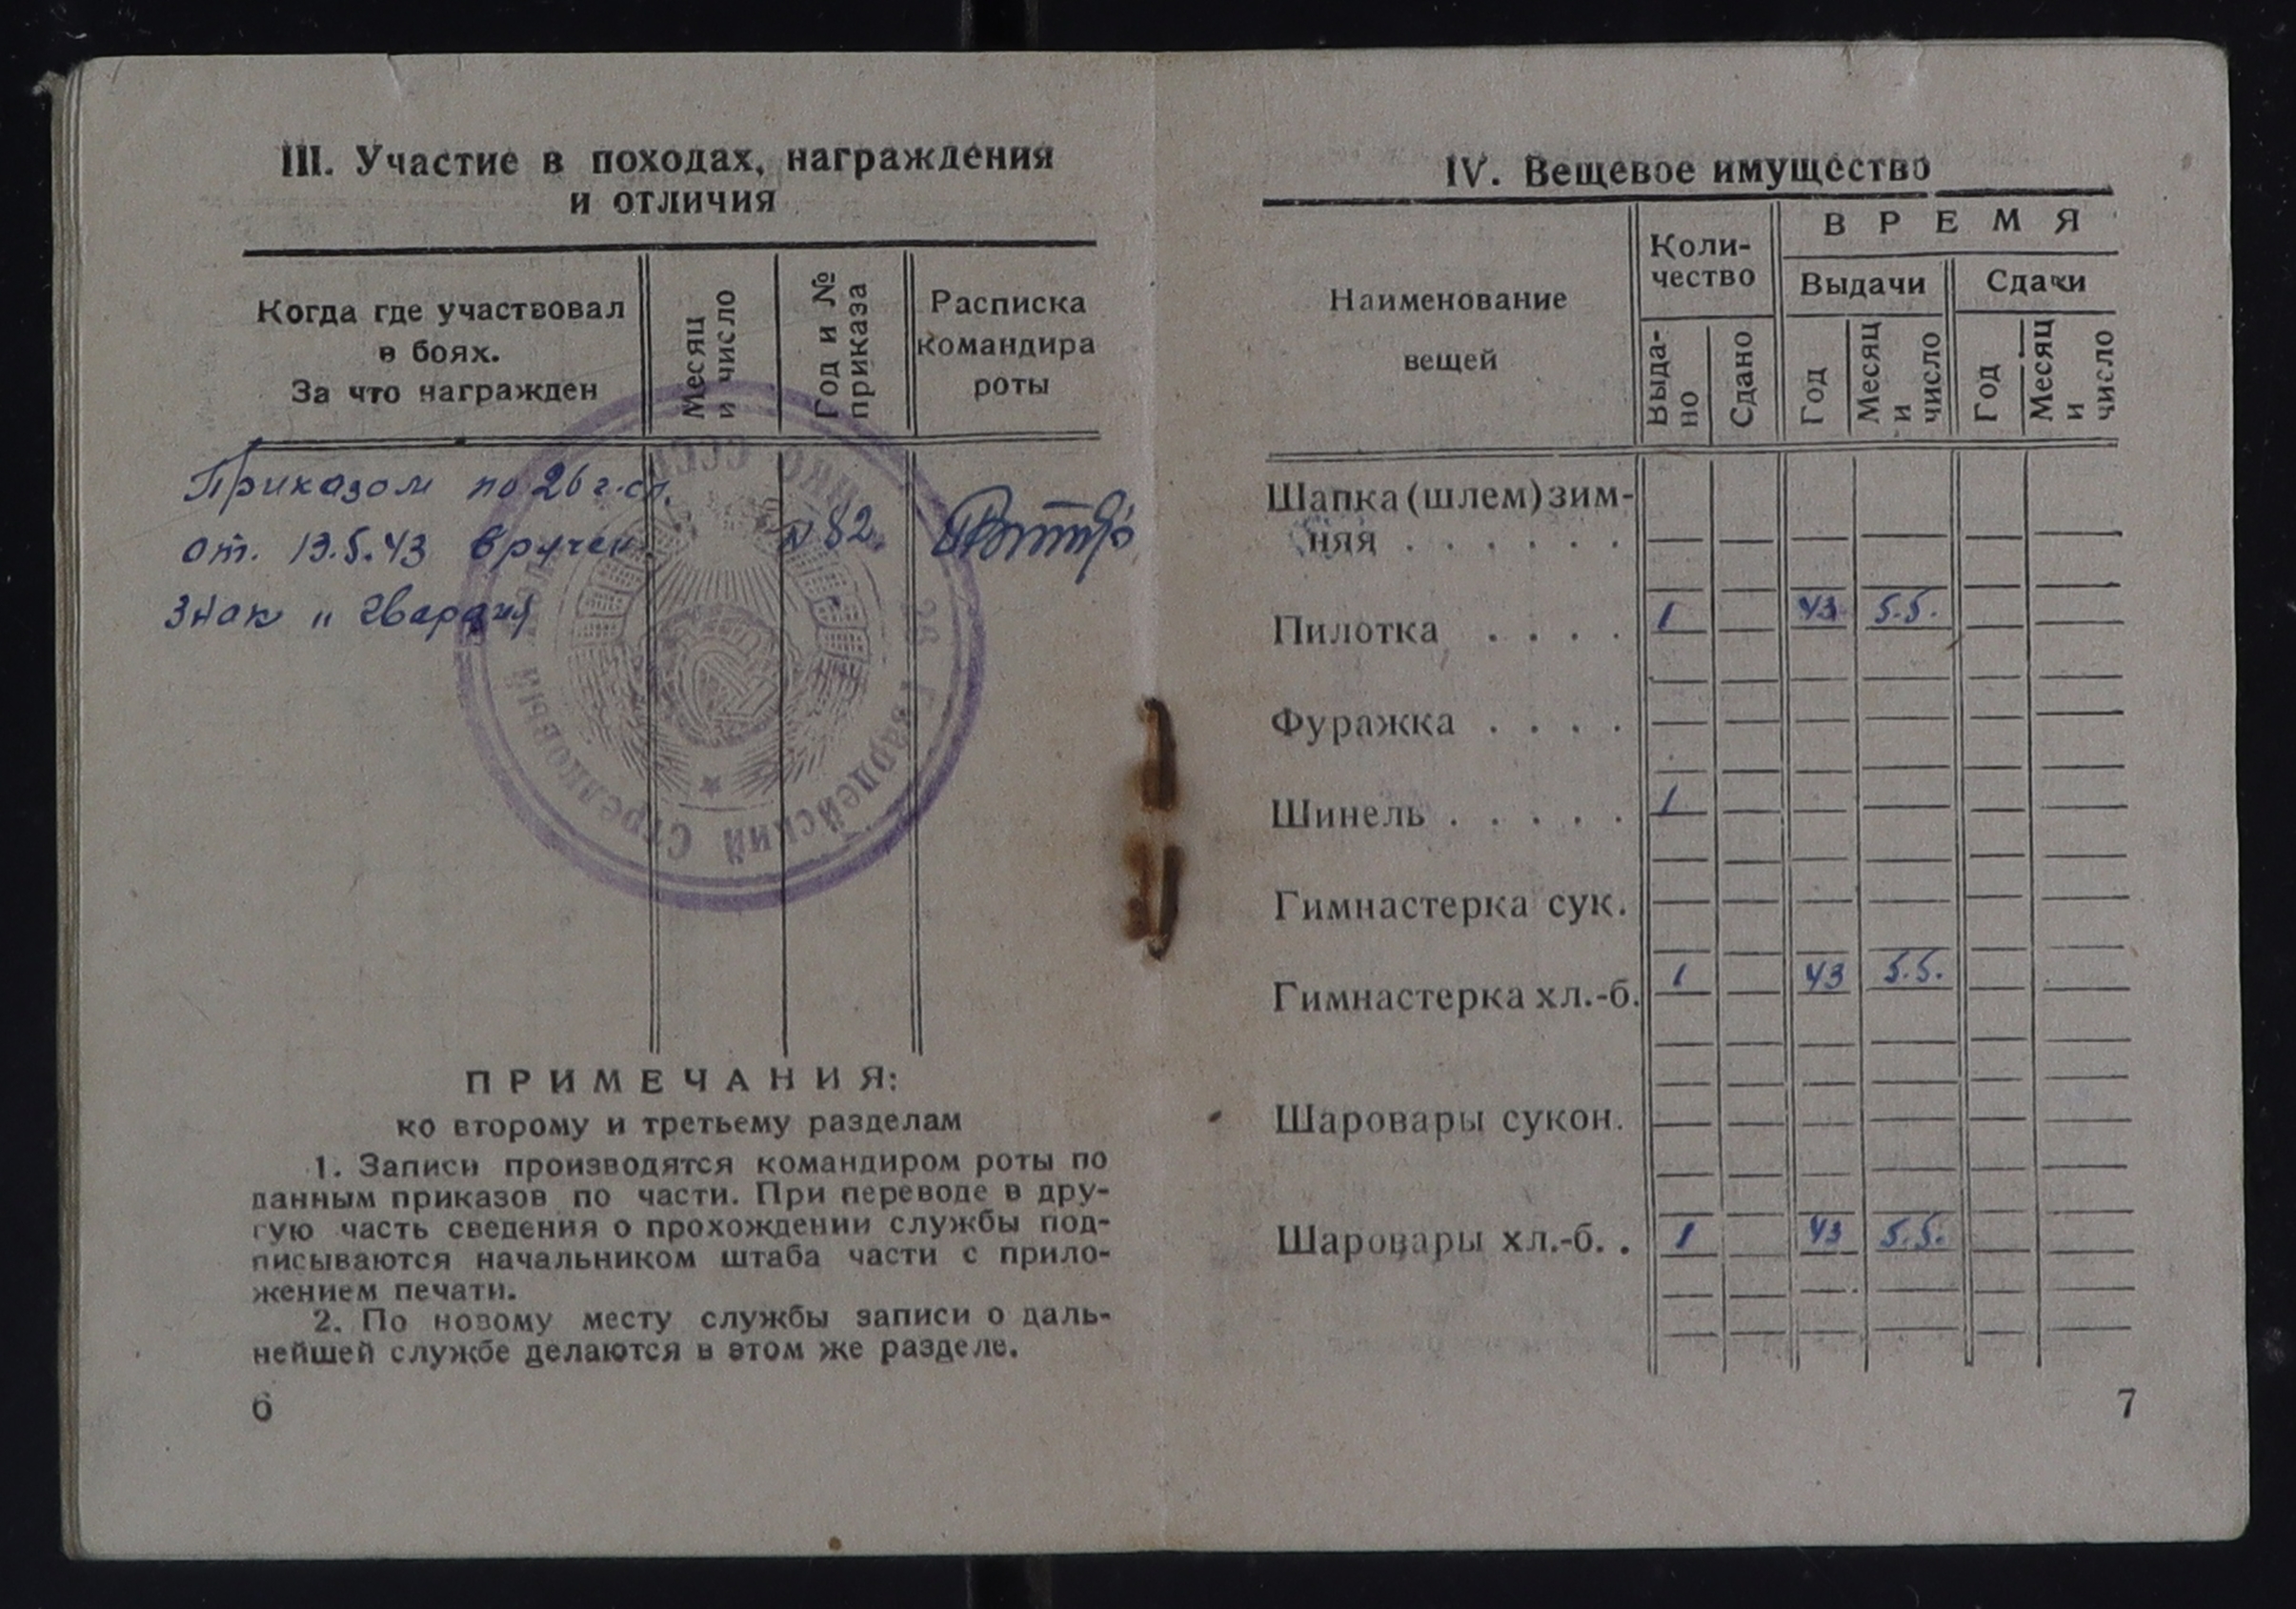 III. Участие в походах, награждения
и отличия
Когда где участвовал
в боях.
За что награжден
Месяц
и число
Год и №
приказа
Расписка
командира
роты
Приказом по 26 г.сп.
от. 13.5.43 вручен
№ 82.
Знак „ гвардия
НКО СССР
26 Гвардейский Стрелковый
ПРИМЕЧАНИЯ:
ко второму и третьему разделам
1. Записи производятся командиром роты по
данным приказов по части. При переводе в дру-
гую часть сведения о прохождении службы под-
писываются начальником штаба части с прило-
жением печати.
2. По новому месту службы записи о даль-
нейшей службе делаются в этом же разделе.
6
IV. Вещевое имущество
Наименование
вещей
Коли-
чество
ВРЕМЯ
Выдачи
Сдачи
Выда-
но
Сдано
Год
Месяц
и
число
Год
Месяц
и
число
Шапка (шлем) зим-
няя . . . . . .
Пилотка . . . . 1 43 5.5.
Фуражка . . . .
Шинель . . . . . 1
Гимнастерка сук.
Гимнастерка хл.-б. 1 43 5.5.
Шаровары сукон.
Шаровары хл.-б. . 1 43 5.5.
7